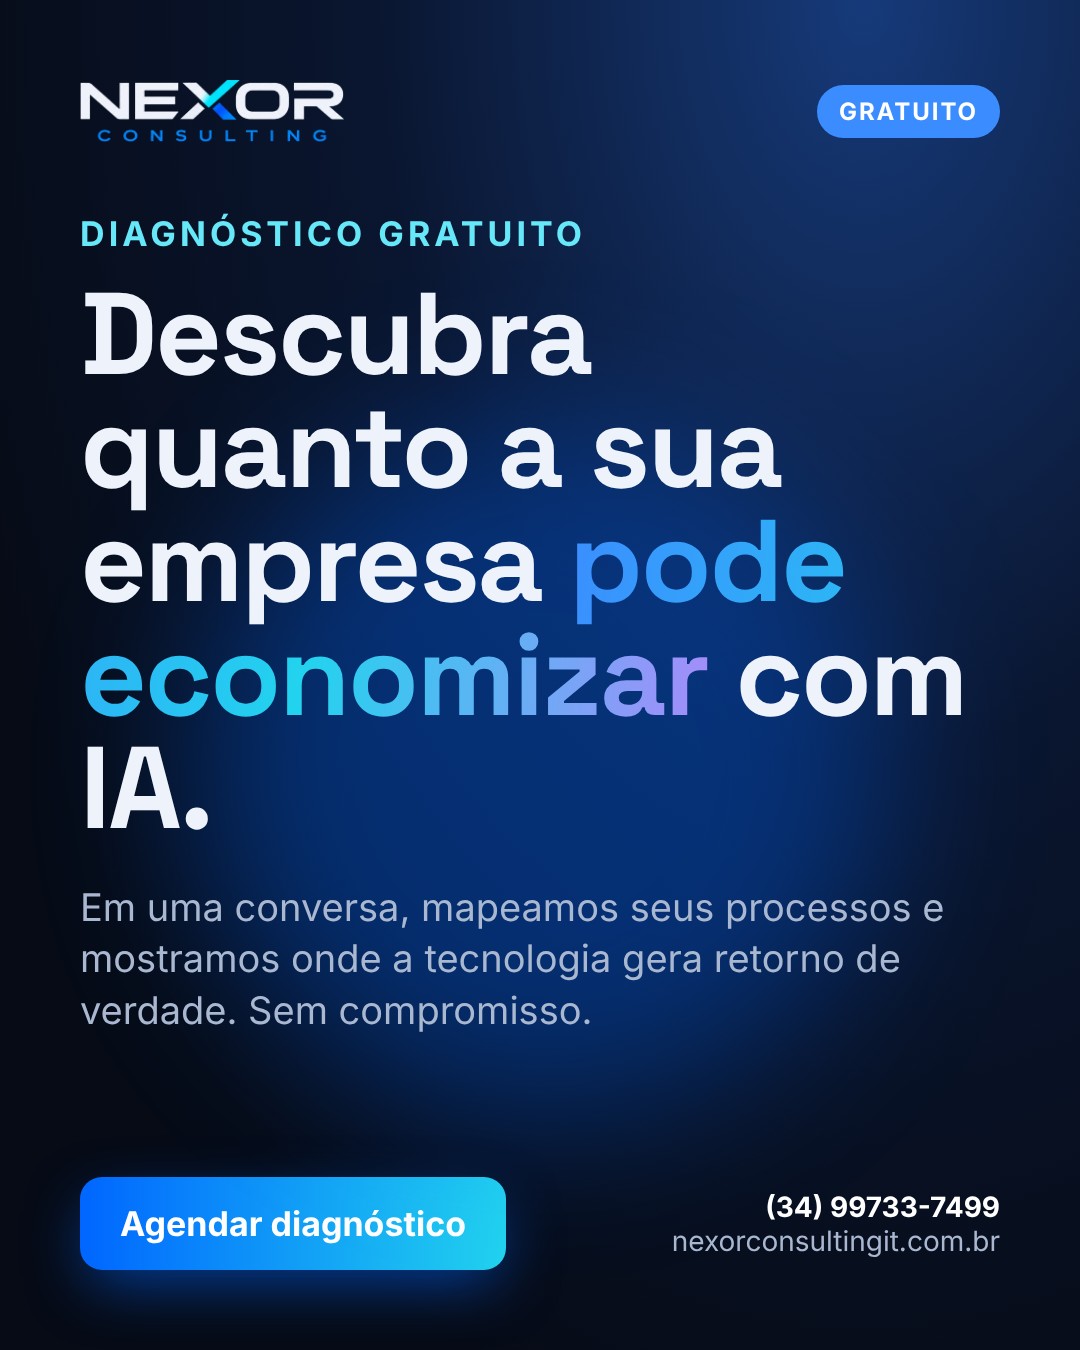 NEXOR
CONSULTING
GRATUITO
DIAGNÓSTICO GRATUITO
Descubra
quanto a sua
empresa pode
economizar com
IA.
Em uma conversa, mapeamos seus processos e
mostramos onde a tecnologia gera retorno de
verdade. Sem compromisso.
Agendar diagnóstico
(34) 99733-7499
nexorconsultingit.com.br